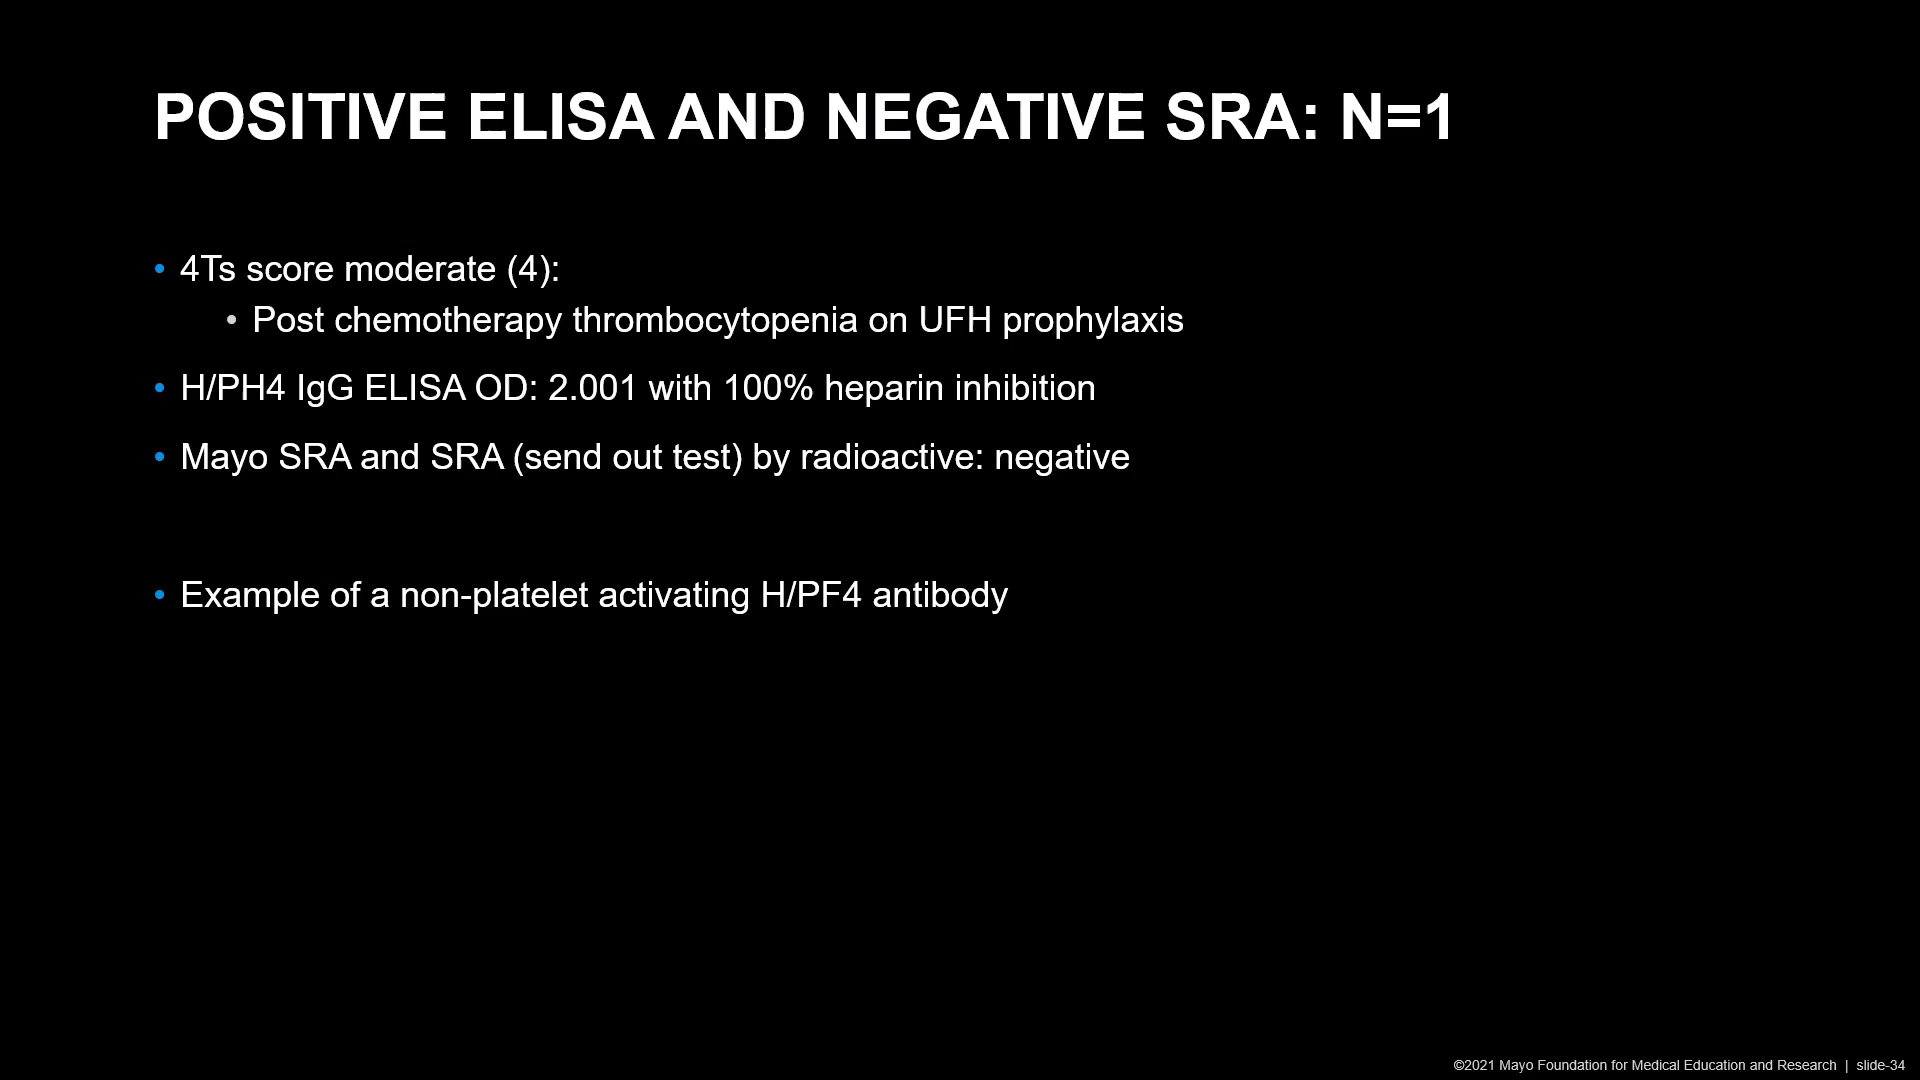 POSITIVE ELISA AND NEGATIVE SRA: N=1
• 4Ts score moderate (4):
• Post chemotherapy thrombocytopenia on UFH prophylaxis
• H/PH4 IgG ELISA OD: 2.001 with 100% heparin inhibition
• Mayo SRA and SRA (send out test) by radioactive: negative
• Example of a non-platelet activating H/PF4 antibody
©2021 Mayo Foundation for Medical Education and Research | slide-34